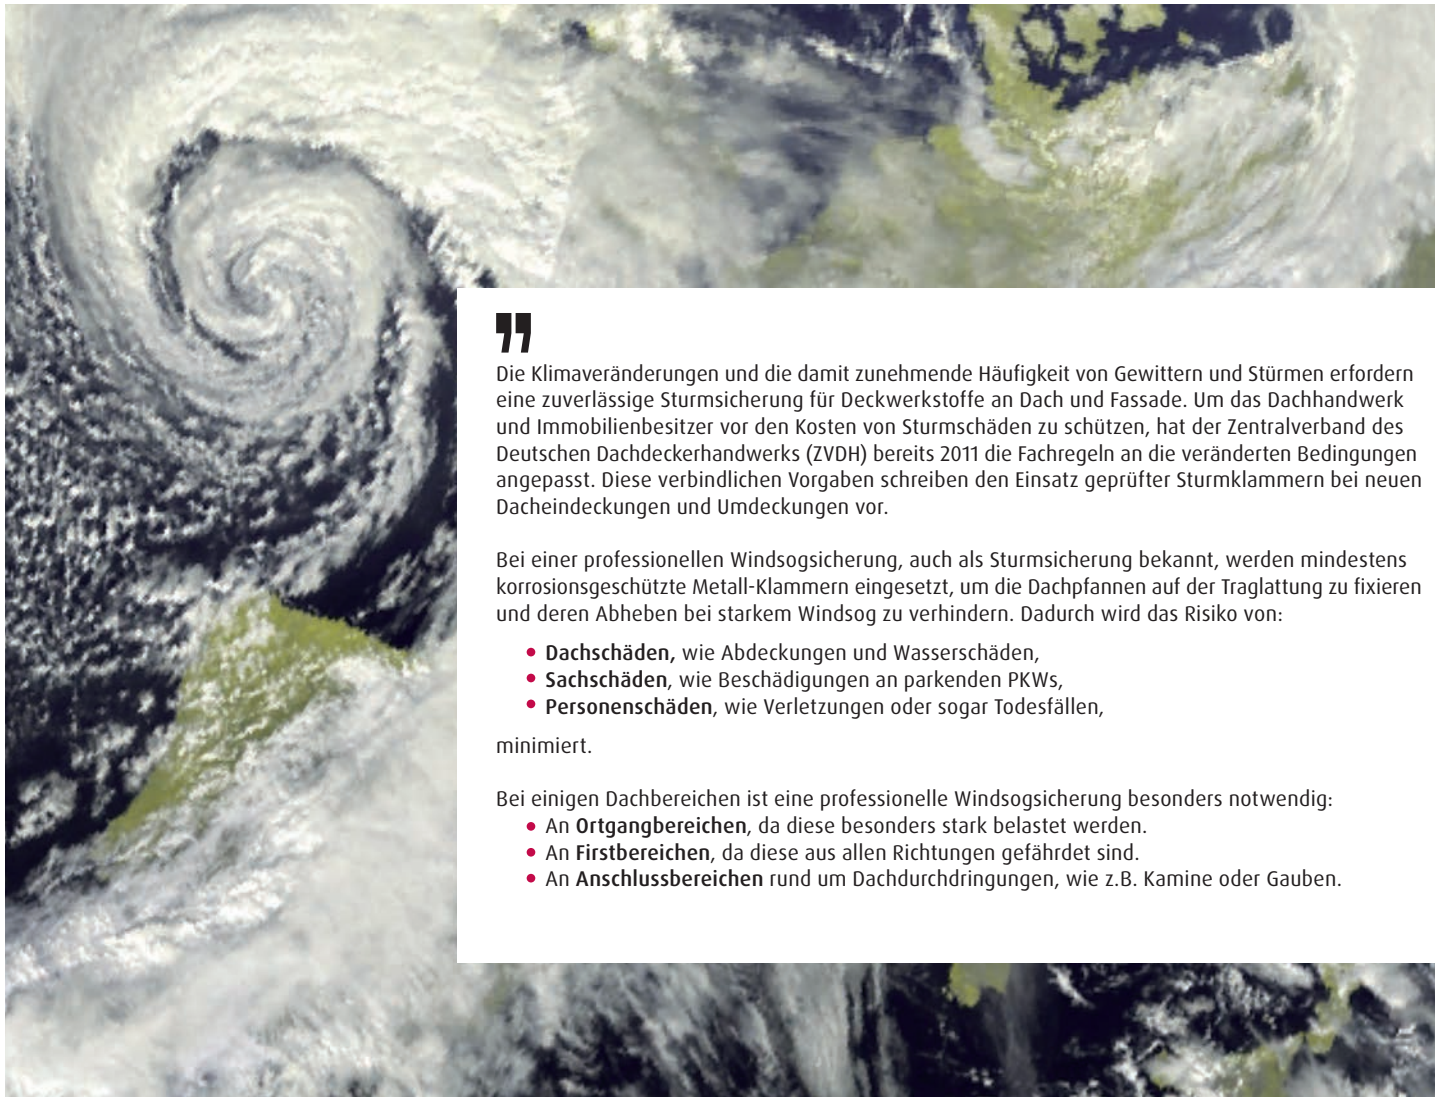 "
Die Klimaveränderungen und die damit zunehmende Häufigkeit von Gewittern und Stürmen erfordern
eine zuverlässige Sturmsicherung für Deckwerkstoffe an Dach und Fassade. Um das Dachhandwerk
und Immobilienbesitzer vor den Kosten von Sturmschäden zu schützen, hat der Zentralverband des
Deutschen Dachdeckerhandwerks (ZVDH) bereits 2011 die Fachregeln an die veränderten Bedingungen
angepasst. Diese verbindlichen Vorgaben schreiben den Einsatz geprüfter Sturmklammern bei neuen
Dacheindeckungen und Umdeckungen vor.
Bei einer professionellen Windsogsicherung, auch als Sturmsicherung bekannt, werden mindestens
korrosionsgeschützte Metall-Klammern eingesetzt, um die Dachpfannen auf der Traglattung zu fixieren
und deren Abheben bei starkem Windsog zu verhindern. Dadurch wird das Risiko von:
• Dachschäden, wie Abdeckungen und Wasserschäden,
• Sachschäden, wie Beschädigungen an parkenden PKWs,
• Personenschäden, wie Verletzungen oder sogar Todesfällen,
minimiert.
Bei einigen Dachbereichen ist eine professionelle Windsogsicherung besonders notwendig:
• An Ortgangbereichen, da diese besonders stark belastet werden.
• An Firstbereichen, da diese aus allen Richtungen gefährdet sind.
• An Anschlussbereichen rund um Dachdurchdringungen, wie z.B. Kamine oder Gauben.